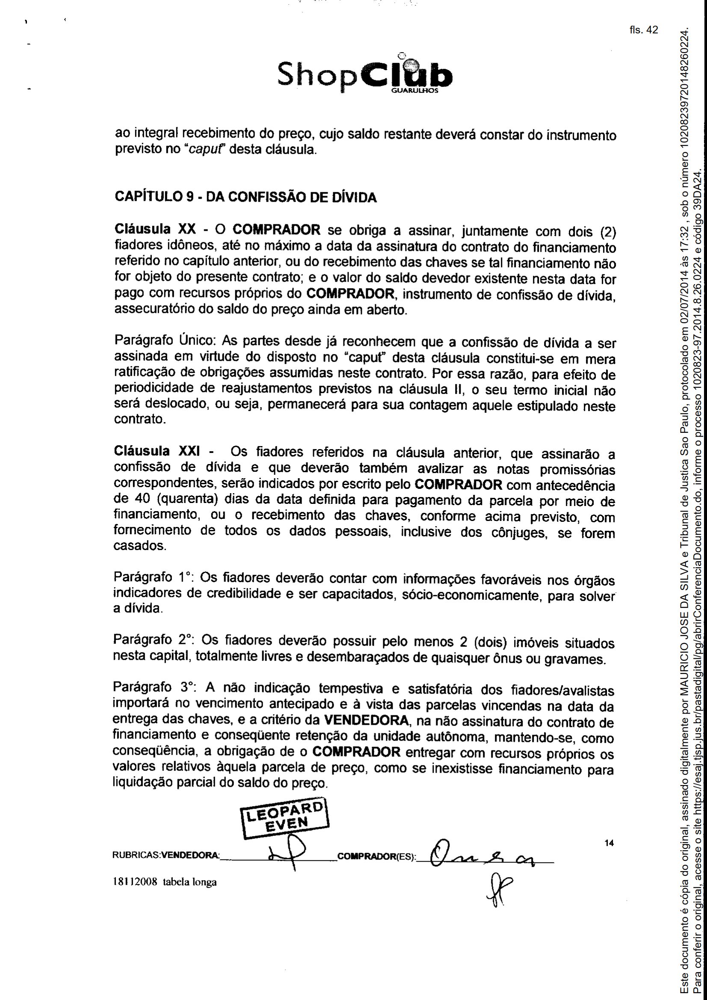 fls. 42
ShopClub
GUARULHOS
ao integral recebimento do preço, cujo saldo restante deverá constar do instrumento
previsto no “caput” desta cláusula.
CAPÍTULO 9 - DA CONFISSÃO DE DÍVIDA
Cláusula XX - O COMPRADOR se obriga a assinar, juntamente com dois (2)
fiadores idôneos, até no máximo a data da assinatura do contrato do financiamento
referido no capítulo anterior, ou do recebimento das chaves se tal financiamento não
for objeto do presente contrato; e o valor do saldo devedor existente nesta data for
pago com recursos próprios do COMPRADOR, instrumento de confissão de dívida,
assecuratório do saldo do preço ainda em aberto.
Parágrafo Único: As partes desde já reconhecem que a confissão de dívida a ser
assinada em virtude do disposto no “caput” desta cláusula constitui-se em mera
ratificação de obrigações assumidas neste contrato. Por essa razão, para efeito de
periodicidade de reajustamentos previstos na cláusula II, o seu termo inicial não
será deslocado, ou seja, permanecerá para sua contagem aquele estipulado neste
contrato.
Cláusula XXI - Os fiadores referidos na cláusula anterior, que assinarão a
confissão de dívida e que deverão também avalizar as notas promissórias
correspondentes, serão indicados por escrito pelo COMPRADOR com antecedência
de 40 (quarenta) dias da data definida para pagamento da parcela por meio de
financiamento, ou o recebimento das chaves, conforme acima previsto, com
fornecimento de todos os dados pessoais, inclusive dos cônjuges, se forem
casados.
Parágrafo 1°: Os fiadores deverão contar com informações favoráveis nos órgãos
indicadores de credibilidade e ser capacitados, sócio-economicamente, para solver
a dívida.
Parágrafo 2°: Os fiadores deverão possuir pelo menos 2 (dois) imóveis situados
nesta capital, totalmente livres e desembaraçados de quaisquer ônus ou gravames.
Parágrafo 3°: A não indicação tempestiva e satisfatória dos fiadores/avalistas
importará no vencimento antecipado e à vista das parcelas vincendas na data da
entrega das chaves, e a critério da VENDEDORA, na não assinatura do contrato de
financiamento e conseqüente retenção da unidade autônoma, mantendo-se, como
conseqüência, a obrigação de o COMPRADOR entregar com recursos próprios os
valores relativos àquela parcela de preço, como se inexistisse financiamento para
liquidação parcial do saldo do preço.
LEOPARD
EVEN
14
RUBRICAS:VENDEDORA: COMPRADOR(ES):
18112008 tabela longa
Este documento é cópia do original, assinado digitalmente por MAURICIO JOSE DA SILVA e Tribunal de Justica Sao Paulo, protocolado em 02/07/2014 às 17:32 , sob o número 10208239720148260224.
Para conferir o original, acesse o site https://esaj.tjsp.jus.br/pastadigital/pg/abrirConferenciaDocumento.do, informe o processo 1020823-97.2014.8.26.0224 e código 39DA24.